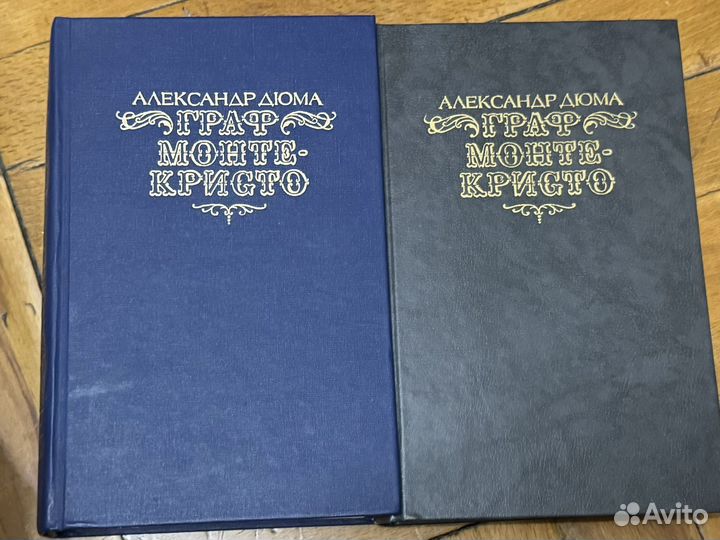 АЛЕКСАНДР ДЮМА
ГРАФ
МОНТЕ-
КРИСТО
АЛЕКСАНДР ДЮМА
ГРАФ
МОНТЕ-
КРИСТО
Avito